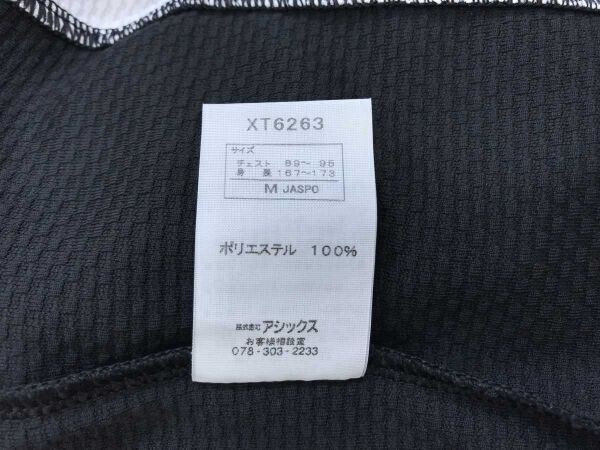 XT6263
サイズ
チェスト 89〜 95
身 長 167〜173
M JASPO
ポリエステル 100%
株式会社 アシックス
お客様相談室
078-303-2233